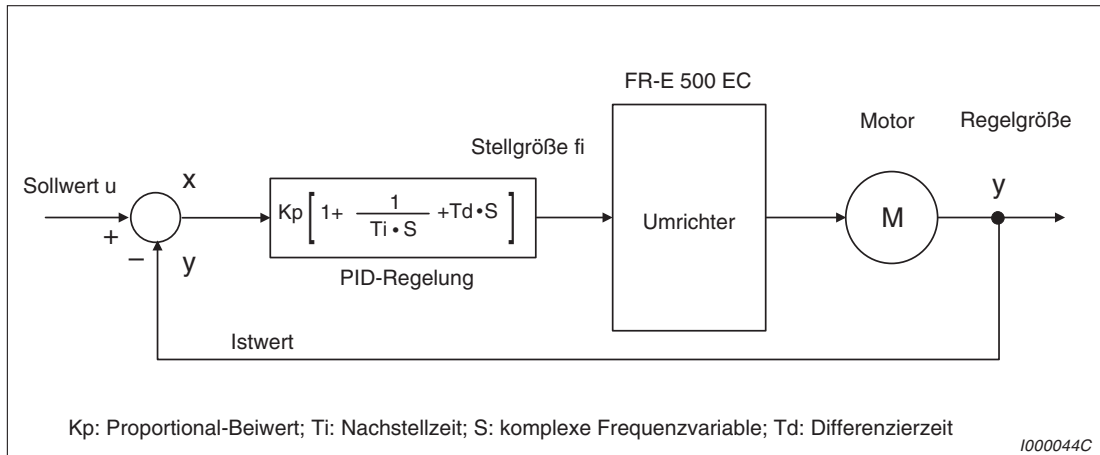 FR-E 500 EC
Motor
Regelgröße
Stellgröße fi
Sollwert u
x
y
Kp [ 1+ 1 / Ti • S +Td • S ]
Umrichter
M
+
–
y
PID-Regelung
Istwert
Kp: Proportional-Beiwert; Ti: Nachstellzeit; S: komplexe Frequenzvariable; Td: Differenzierzeit
I000044C